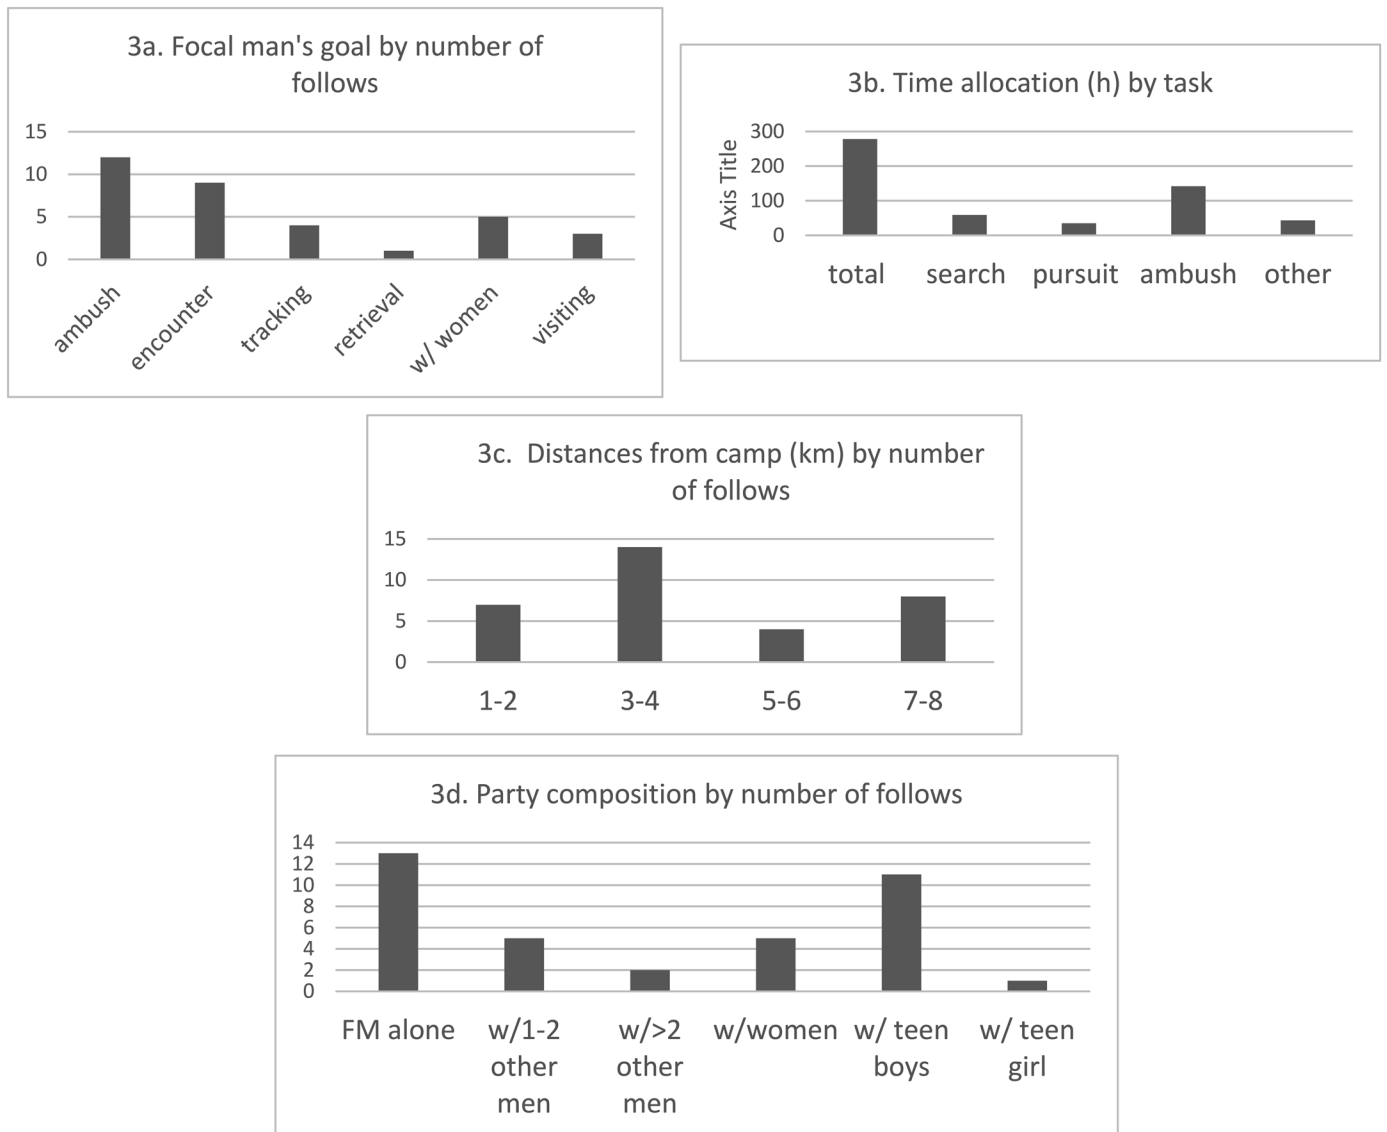 3a. Focal man's goal by number of
follows
15
10
5
0
ambush
encounter
tracking
retrieval
w/ women
visiting
3b. Time allocation (h) by task
Axis Title
300
200
100
0
total search pursuit ambush other
3c. Distances from camp (km) by number
of follows
15
10
5
0
1-2 3-4 5-6 7-8
3d. Party composition by number of follows
14
12
10
8
6
4
2
0
FM alone w/1-2 w/>2 w/women w/ teen w/ teen
other other boys girl
men men